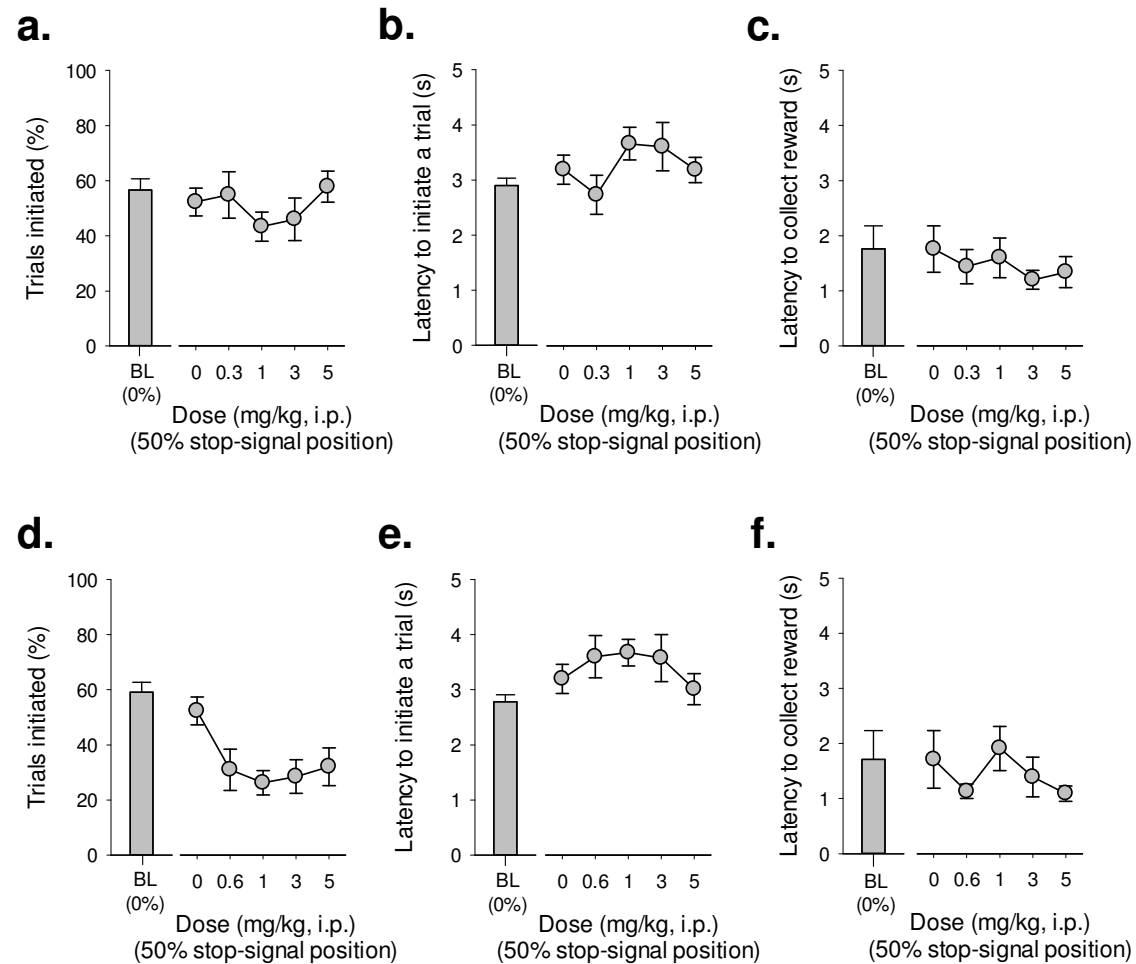 a.
Trials initiated (%)
100
80
60
40
20
0
BL
(0%)
0 0.3 1 3 5
Dose (mg/kg, i.p.)
(50% stop-signal position)
b.
Latency to initiate a trial (s)
5
4
3
2
1
0
BL
(0%)
0 0.3 1 3 5
Dose (mg/kg, i.p.)
(50% stop-signal position)
c.
Latency to collect reward (s)
5
4
3
2
1
0
BL
(0%)
0 0.3 1 3 5
Dose (mg/kg, i.p.)
(50% stop-signal position)
d.
Trials initiated (%)
100
80
60
40
20
0
BL
(0%)
0 0.6 1 3 5
Dose (mg/kg, i.p.)
(50% stop-signal position)
e.
Latency to initiate a trial (s)
5
4
3
2
1
0
BL
(0%)
0 0.6 1 3 5
Dose (mg/kg, i.p.)
(50% stop-signal position)
f.
Latency to collect reward (s)
5
4
3
2
1
0
BL
(0%)
0 0.6 1 3 5
Dose (mg/kg, i.p.)
(50% stop-signal position)